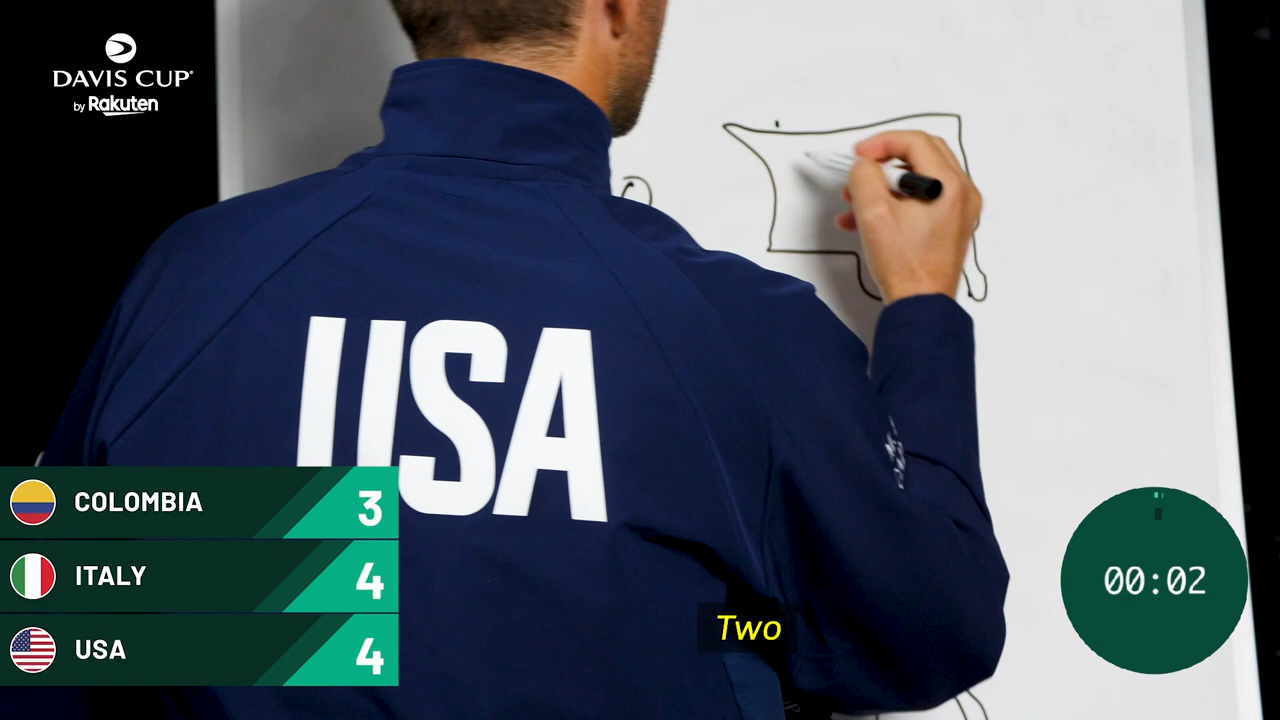 DAVIS CUP
by Rakuten
USA
COLOMBIA 3
ITALY 4
USA 4
Two
00:02